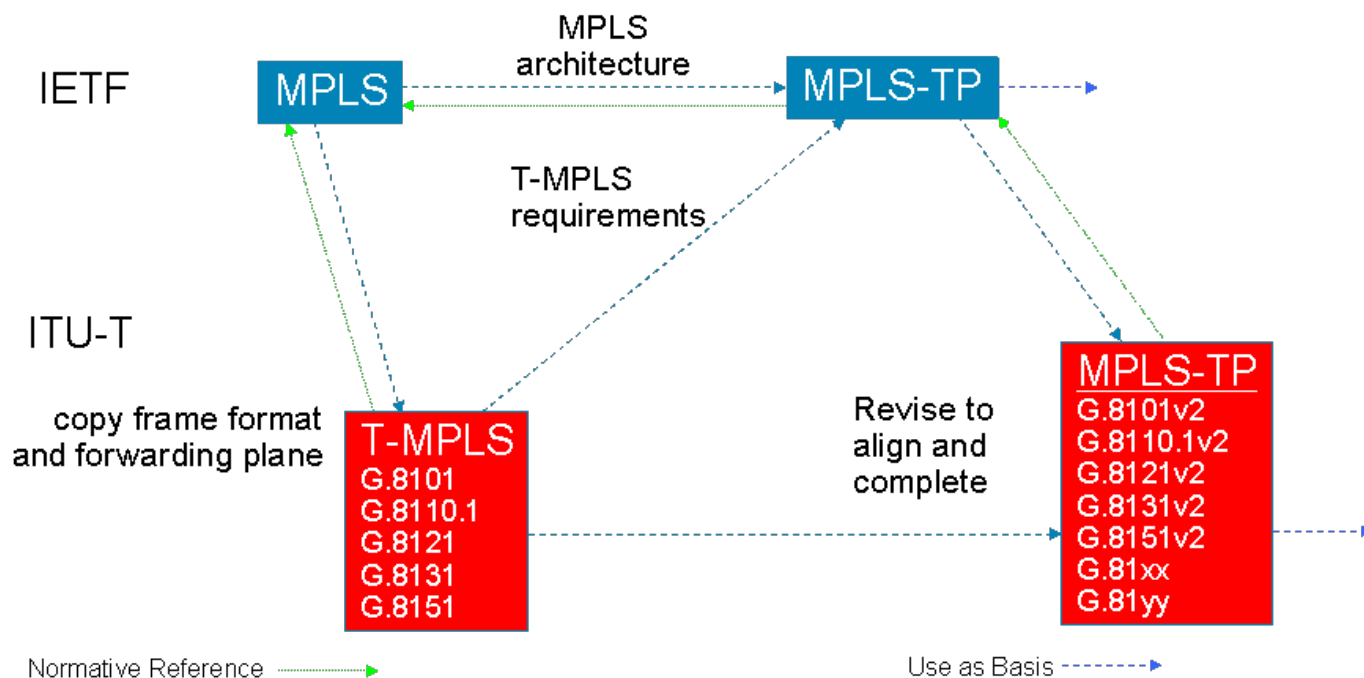 MPLS
architecture
IETF
MPLS
MPLS-TP
T-MPLS
requirements
ITU-T
copy frame format
and forwarding plane
T-MPLS
G.8101
G.8110.1
G.8121
G.8131
G.8151
Revise to
align and
complete
MPLS-TP
G.8101v2
G.8110.1v2
G.8121v2
G.8131v2
G.8151v2
G.81xx
G.81yy
Normative Reference
Use as Basis